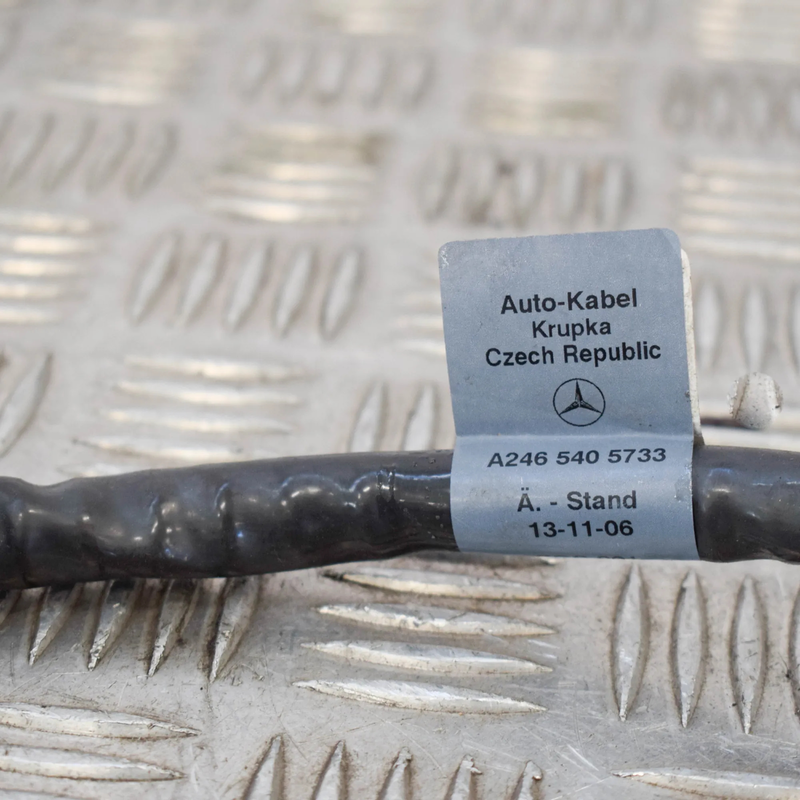 Auto-Kabel
Krupka
Czech Republic
A246 540 5733
Ä. - Stand
13-11-06